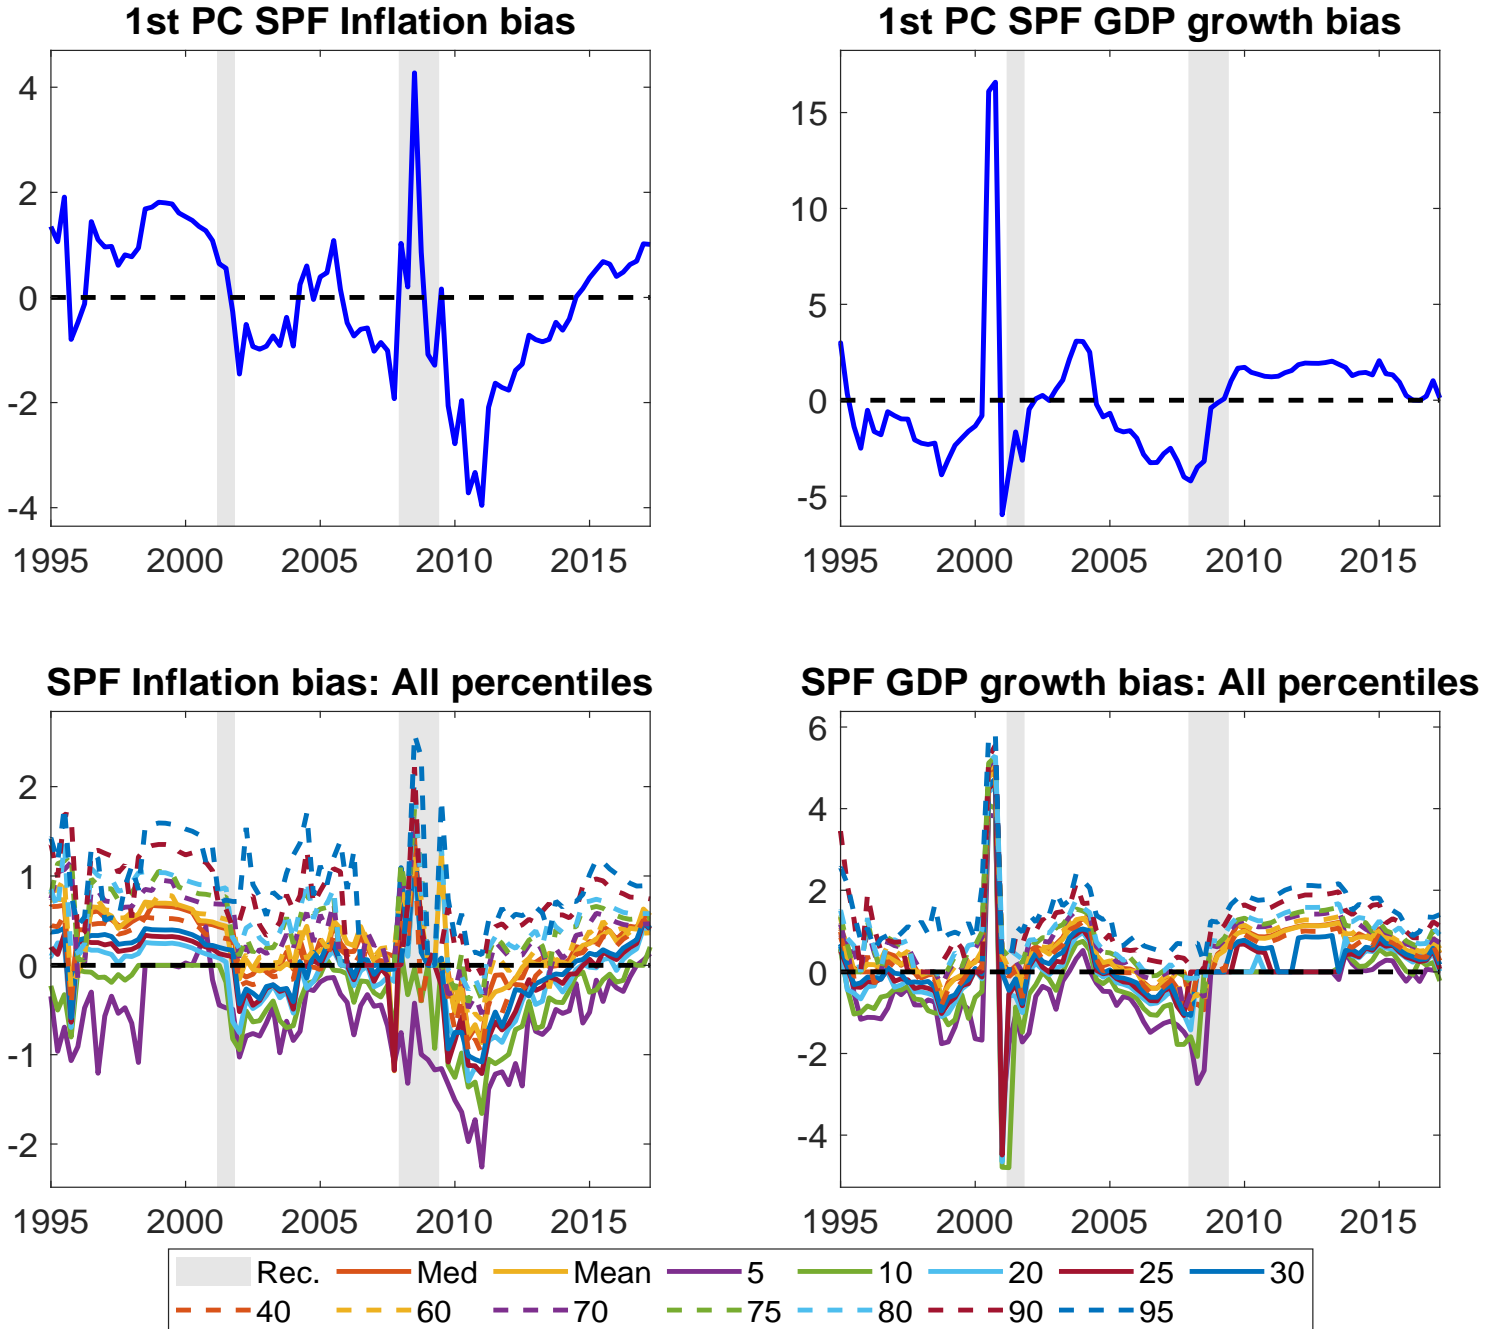 1st PC SPF Inflation bias
4
2
0
-2
-4
1995 2000 2005 2010 2015
1st PC SPF GDP growth bias
15
10
5
0
-5
1995 2000 2005 2010 2015
SPF Inflation bias: All percentiles
2
1
0
-1
-2
1995 2000 2005 2010 2015
SPF GDP growth bias: All percentiles
6
4
2
0
-2
-4
1995 2000 2005 2010 2015
Rec. Med Mean 5 10 20 25 30
40 60 70 75 80 90 95